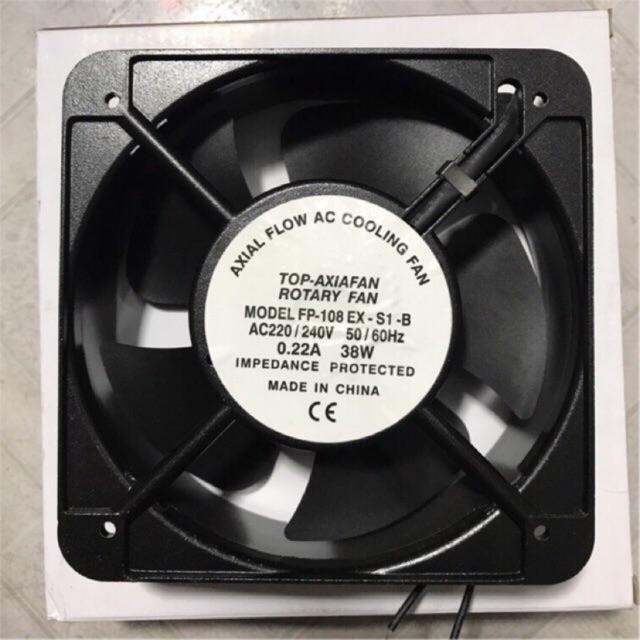 AXIAL FLOW AC COOLING FAN
TOP-AXIAFAN
ROTARY FAN
MODEL FP-108 EX - S1 -B
AC220 / 240V 50 / 60Hz
0.22A 38W
IMPEDANCE PROTECTED
MADE IN CHINA
CE